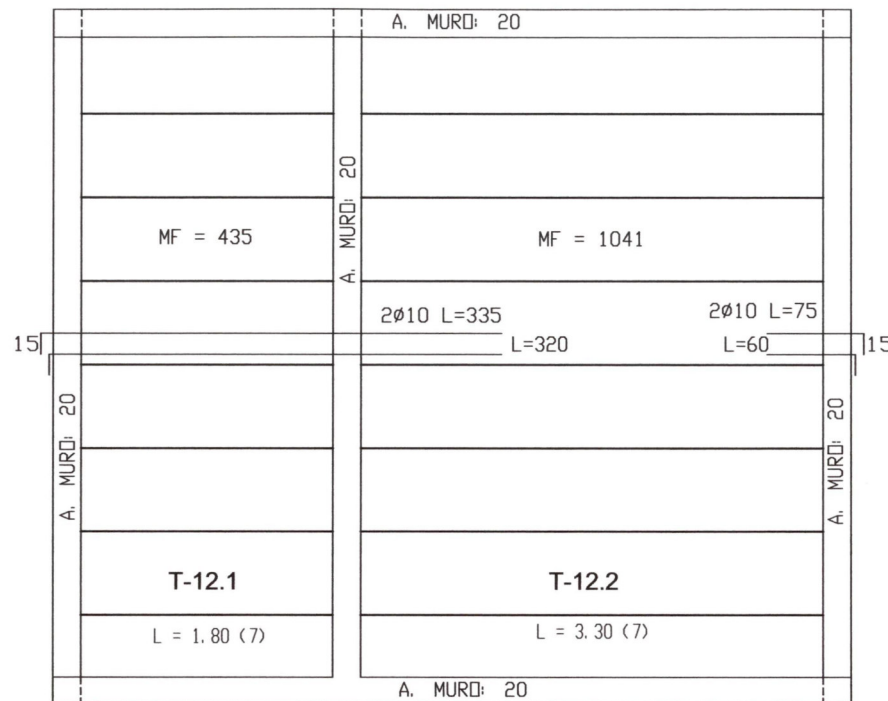 A. MURO: 20
A. MURO: 20
MF = 435
MF = 1041
2Ø10 L=335
2Ø10 L=75
15
L=320
L=60
15
A. MURO: 20
A. MURO: 20
T-12.1
T-12.2
L = 1.80 (7)
L = 3.30 (7)
A. MURO: 20